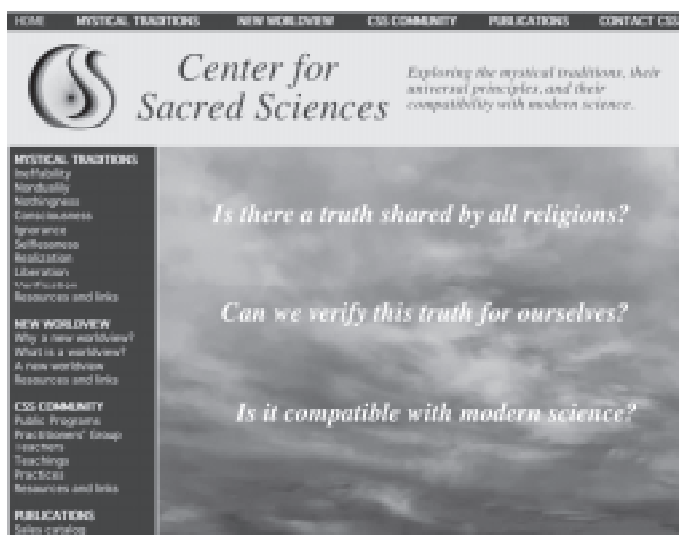 HOME MYSTICAL TRADITIONS NEW WORLDVIEW CSS COMMUNITY PUBLICATIONS CONTACT CSS
Center for
Sacred Sciences
Exploring the mystical traditions, their
universal principles, and their
compatibility with modern science.
MYSTICAL TRADITIONS
Ineffability
Nonduality
Nothingness
Consciousness
Ignorance
Selflessness
Realization
Liberation
Verification
Resources and links
NEW WORLDVIEW
Why a new worldview?
What is a worldview?
A new worldview
Resources and links
CSS COMMUNITY
Public Programs
Practitioners' Group
Teachers
Teachings
Practices
Resources and links
PUBLICATIONS
Sales catalog
Is there a truth shared by all religions?
Can we verify this truth for ourselves?
Is it compatible with modern science?